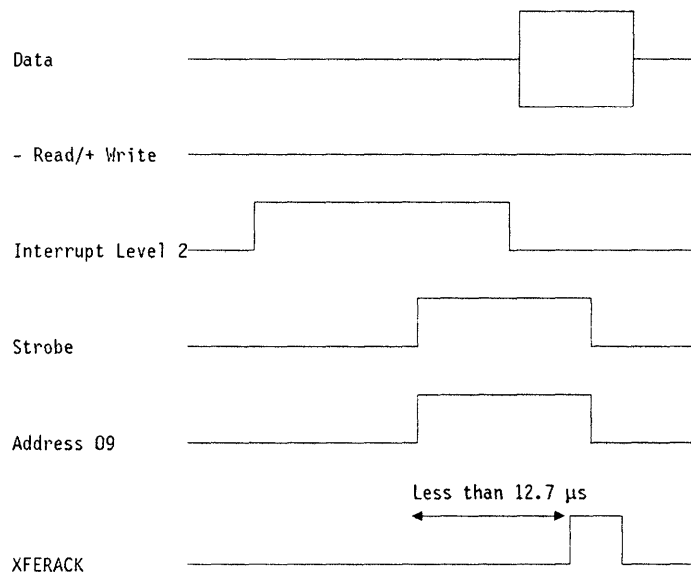 Data
- Read/+ Write
Interrupt Level 2
Strobe
Address 09
Less than 12.7 µs
XFERACK